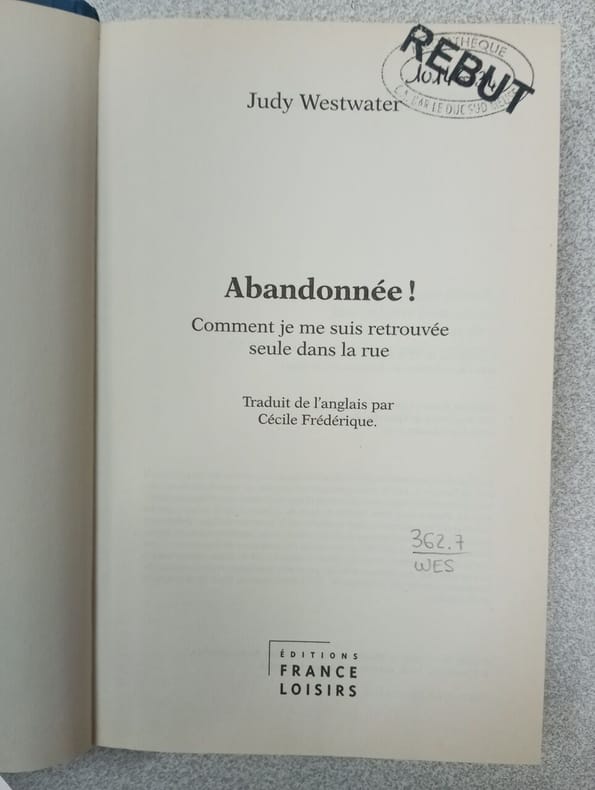 REBUT
Judy Westwater
Abandonnée !
Comment je me suis retrouvée
seule dans la rue
Traduit de l'anglais par
Cécile Frédérique.
362.7
WES
ÉDITIONS
FRANCE
LOISIRS